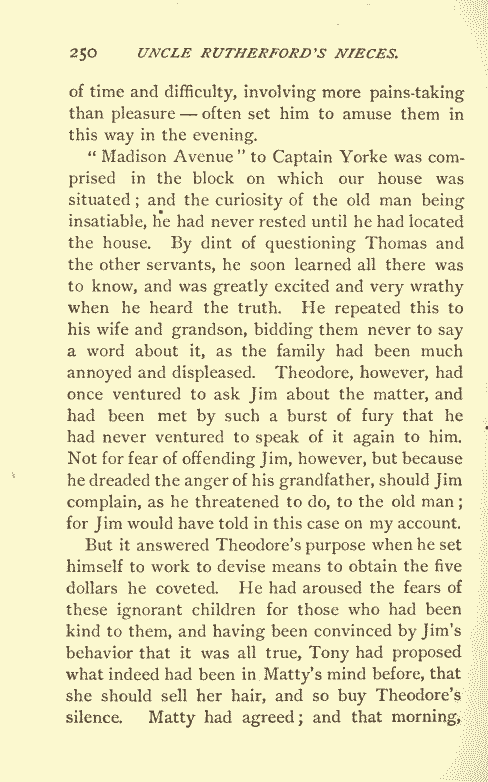 250 UNCLE RUTHERFORD'S NIECES.
of time and difficulty, involving more pains-taking
than pleasure — often set him to amuse them in
this way in the evening.
" Madison Avenue " to Captain Yorke was com-
prised in the block on which our house was
situated ; and the curiosity of the old man being
insatiable, he had never rested until he had located
the house. By dint of questioning Thomas and
the other servants, he soon learned all there was
to know, and was greatly excited and very wrathy
when he heard the truth. He repeated this to
his wife and grandson, bidding them never to say
a word about it, as the family had been much
annoyed and displeased. Theodore, however, had
once ventured to ask Jim about the matter, and
had been met by such a burst of fury that he
had never ventured to speak of it again to him.
Not for fear of offending Jim, however, but because
he dreaded the anger of his grandfather, should Jim
complain, as he threatened to do, to the old man ;
for Jim would have told in this case on my account.
But it answered Theodore's purpose when he set
himself to work to devise means to obtain the five
dollars he coveted. He had aroused the fears of
these ignorant children for those who had been
kind to them, and having been convinced by Jim's
behavior that it was all true, Tony had proposed
what indeed had been in Matty's mind before, that
she should sell her hair, and so buy Theodore's
silence. Matty had agreed ; and that morning,